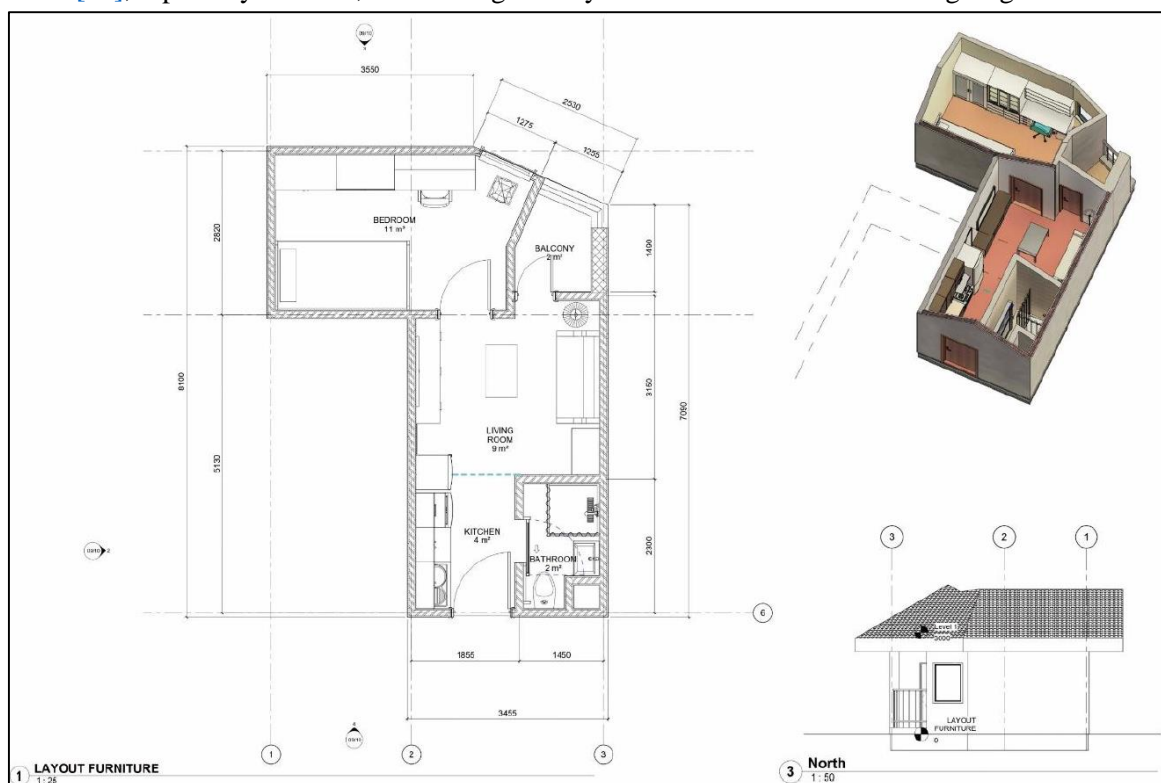 3550
2530
1275
1255
2820
BEDROOM
11 m²
BALCONY
2 m²
1490
8100
3160
7090
LIVING
ROOM
9 m²
5130
KITCHEN
4 m²
BATHROOM
2 m²
2300
6
1855
1450
3455
1
2
3
1 LAYOUT FURNITURE
1 : 25
3
2
1
Level 1
3000
LAYOUT
FURNITURE
0
3 North
1 : 50